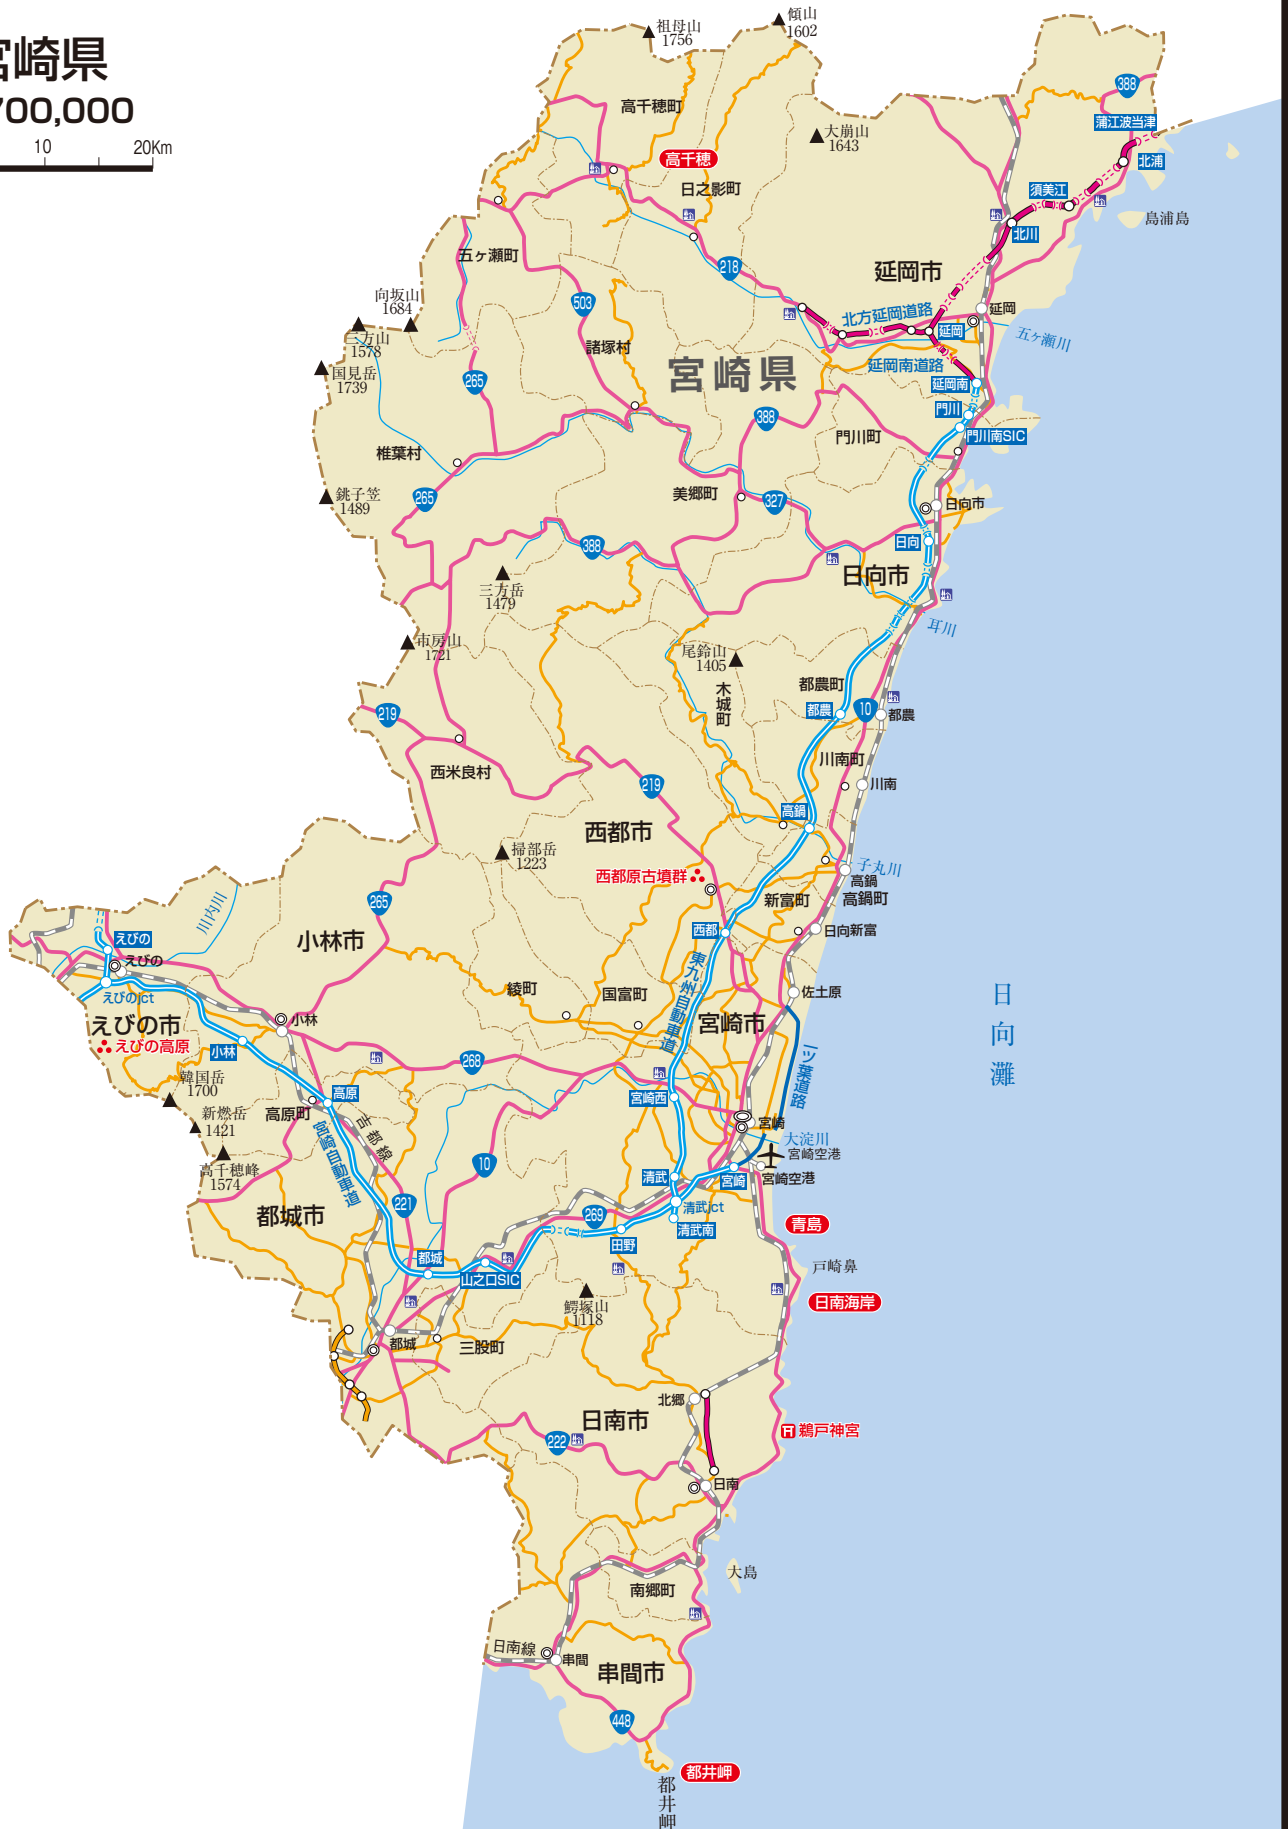 宮崎県
700,000
10
20Km
祖母山
1756
傾山
1602
高千穂町
大崩山
1643
388
蒲江波当津
高千穂
北浦
日之影町
須美江
島浦島
北川
五ヶ瀬町
218
延岡市
向坂山
1684
503
北方延岡道路
延岡
延岡
五ヶ瀬川
三方山
1578
諸塚村
宮崎県
延岡南道路
国見岳
1739
265
延岡南
388
門川
門川町
門川南SIC
椎葉村
銚子笠
1489
265
美郷町
327
日向市
388
日向
三方岳
1479
日向市
耳川
市房山
1721
尾鈴山
1405
木城町
都農町
219
都農
10
都農
西米良村
川南町
219
川南
西都市
高鍋
掃部岳
1223
子丸川
西都原古墳群
高鍋
265
新富町
高鍋町
川内川
小林市
西都
日向新富
えびの
えびの
東九州自動車道
綾町
国富町
佐土原
日向灘
えびのjct
えびの市
小林
宮崎市
えびの高原
小林
268
一ツ葉道路
韓国岳
1700
高原
宮崎西
新燃岳
1421
高原町
吉都線
宮崎自動車道
宮崎
大淀川
宮崎空港
高千穂峰
1574
10
清武
宮崎
宮崎空港
都城市
221
269
清武jct
清武南
青島
都城
田野
戸崎鼻
山之口SIC
鰐塚山
1118
日南海岸
都城
三股町
北郷
日南市
鵜戸神宮
222
日南
大島
南郷町
日南線
串間
串間市
448
都井岬
都井岬